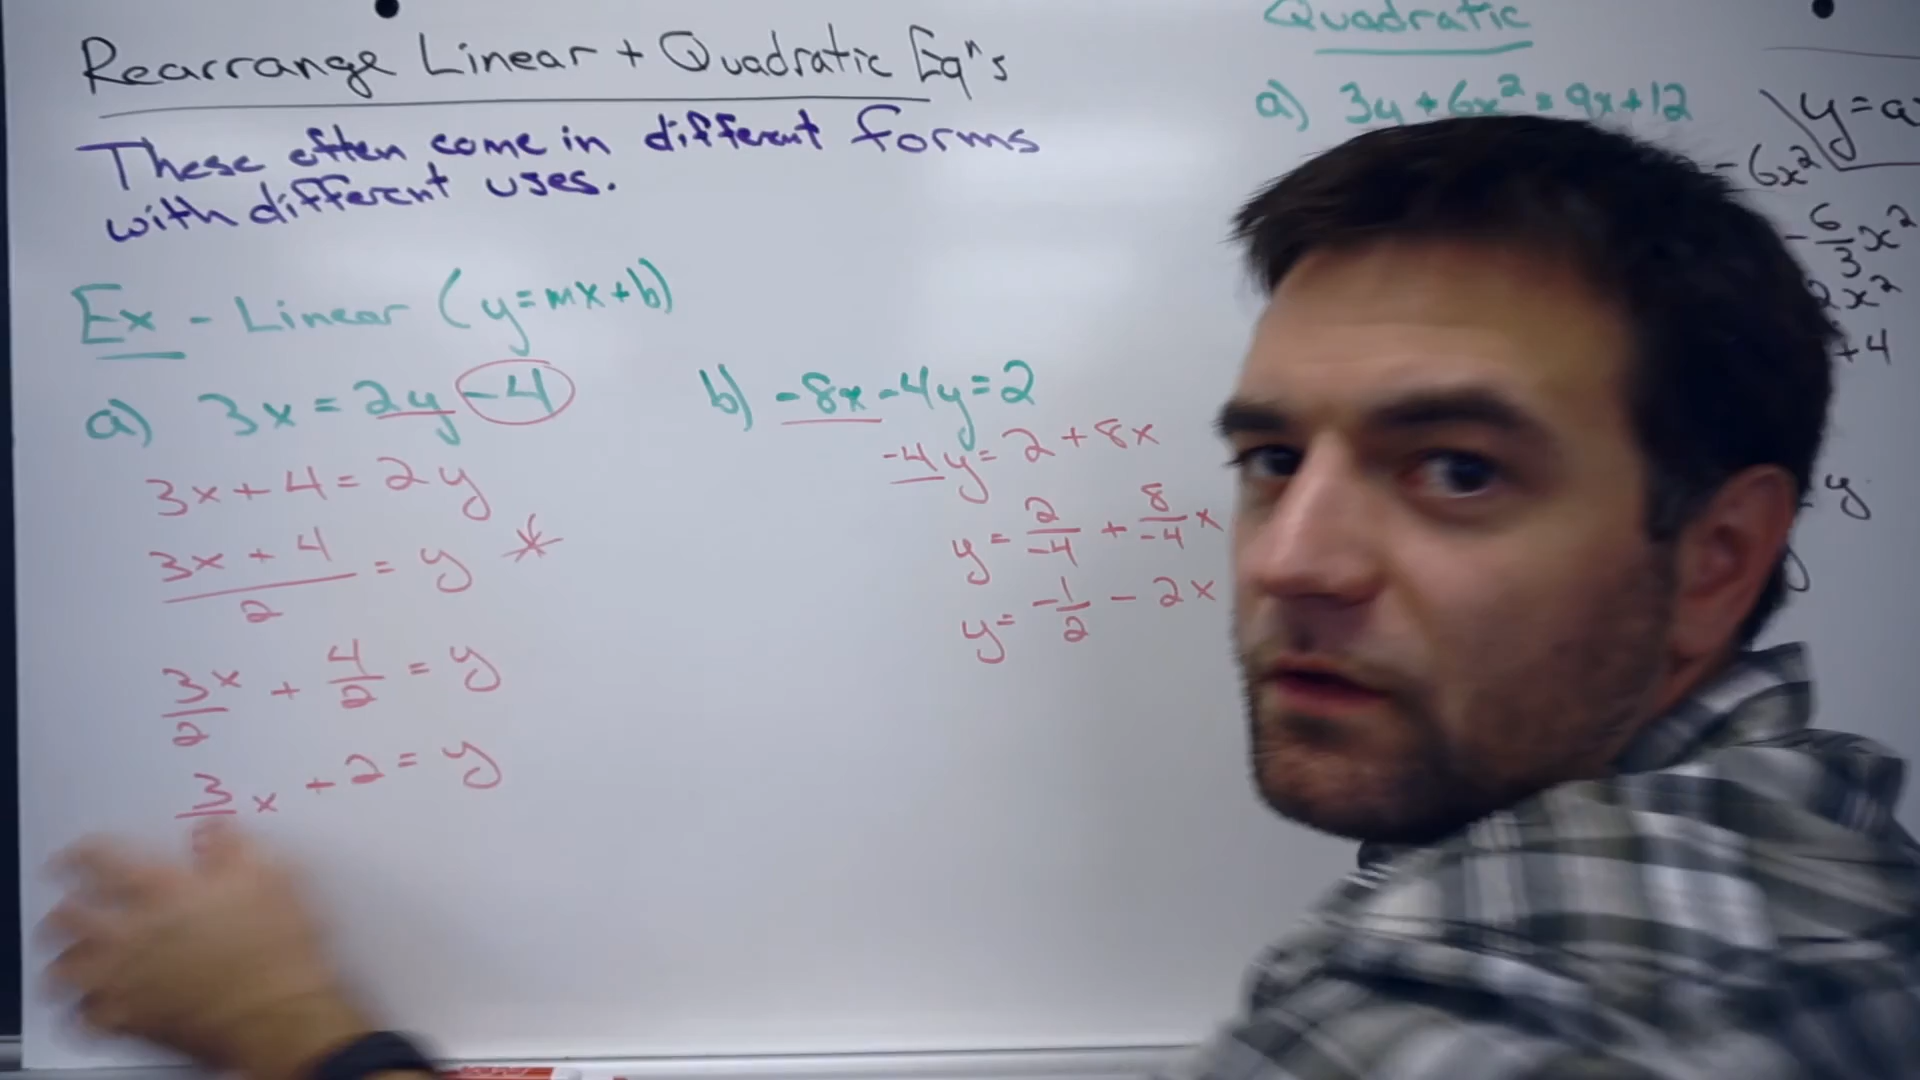 Rearrange Linear + Quadratic Eqⁿs
These often come in different forms
with different uses.
Ex - Linear (y=mx+b)
a) 3x = 2y -4
3x + 4 = 2y
3x + 4 / 2 = y *
3x/2 + 4/2 = y
3/ x + 2 = y
b) -8x -4y = 2
-4y = 2 + 8x
y = 2/-4 + 8/-4 x
y = -1/2 - 2x
Quadratic
a) 3y + 6x² = 9x + 12
y = a
- 6x²
- 6/3 x²
2x²
+ 4
y